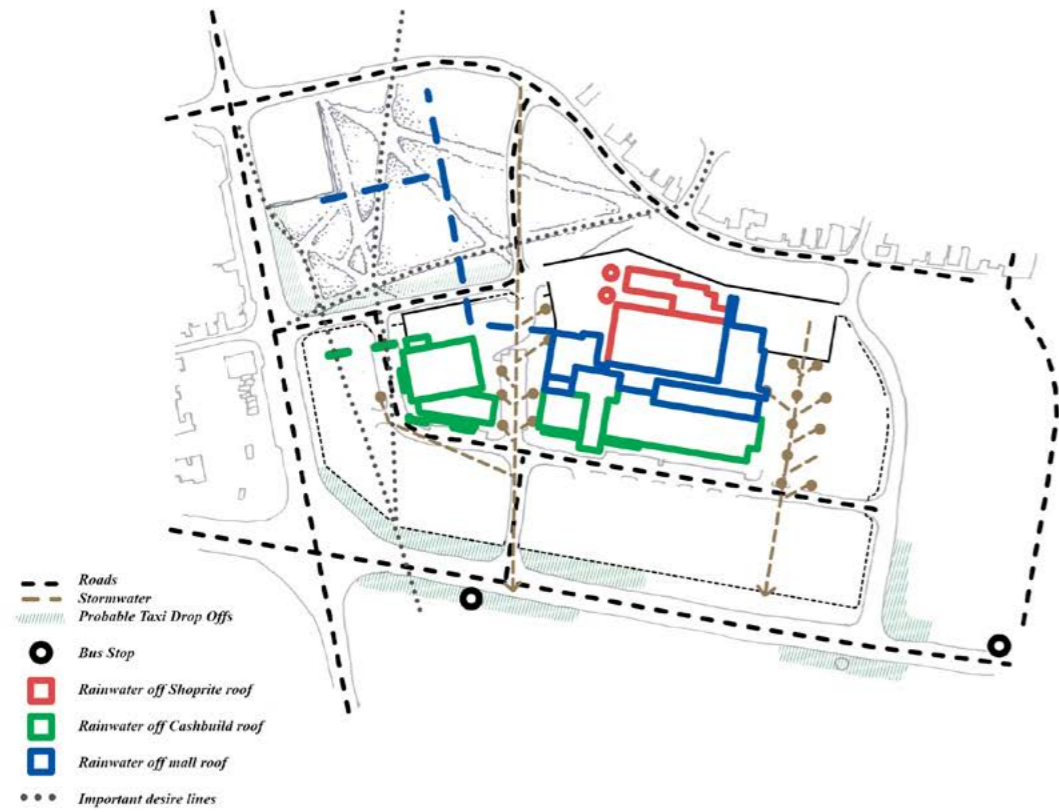 Roads
Stormwater
Probable Taxi Drop Offs
Bus Stop
Rainwater off Shoprite roof
Rainwater off Cashbuild roof
Rainwater off mall roof
Important desire lines